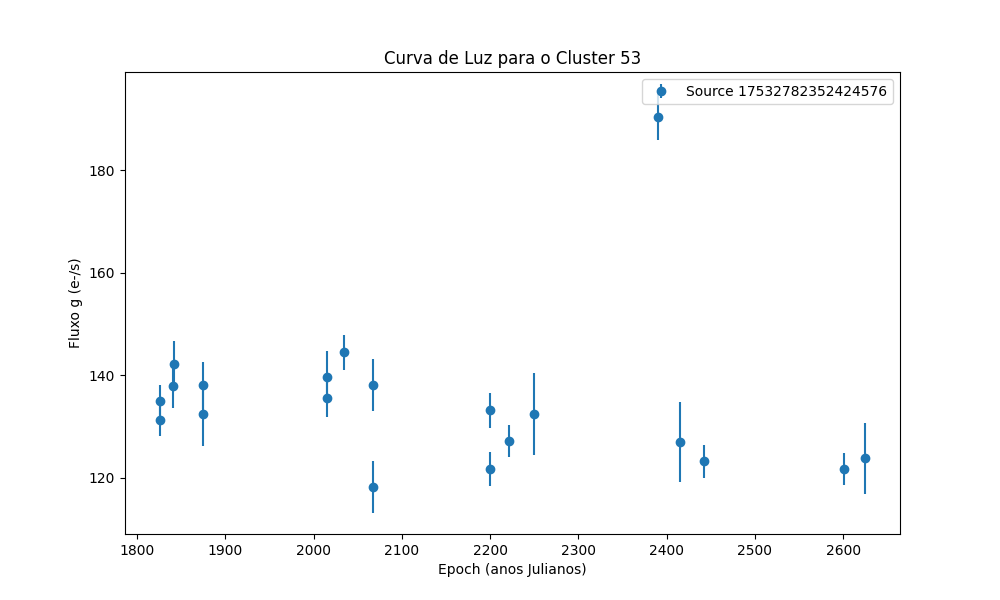 Curva de Luz para o Cluster 53
Source 17532782352424576
Fluxo g (e-/s)
180
160
140
120
1800 1900 2000 2100 2200 2300 2400 2500 2600
Epoch (anos Julianos)